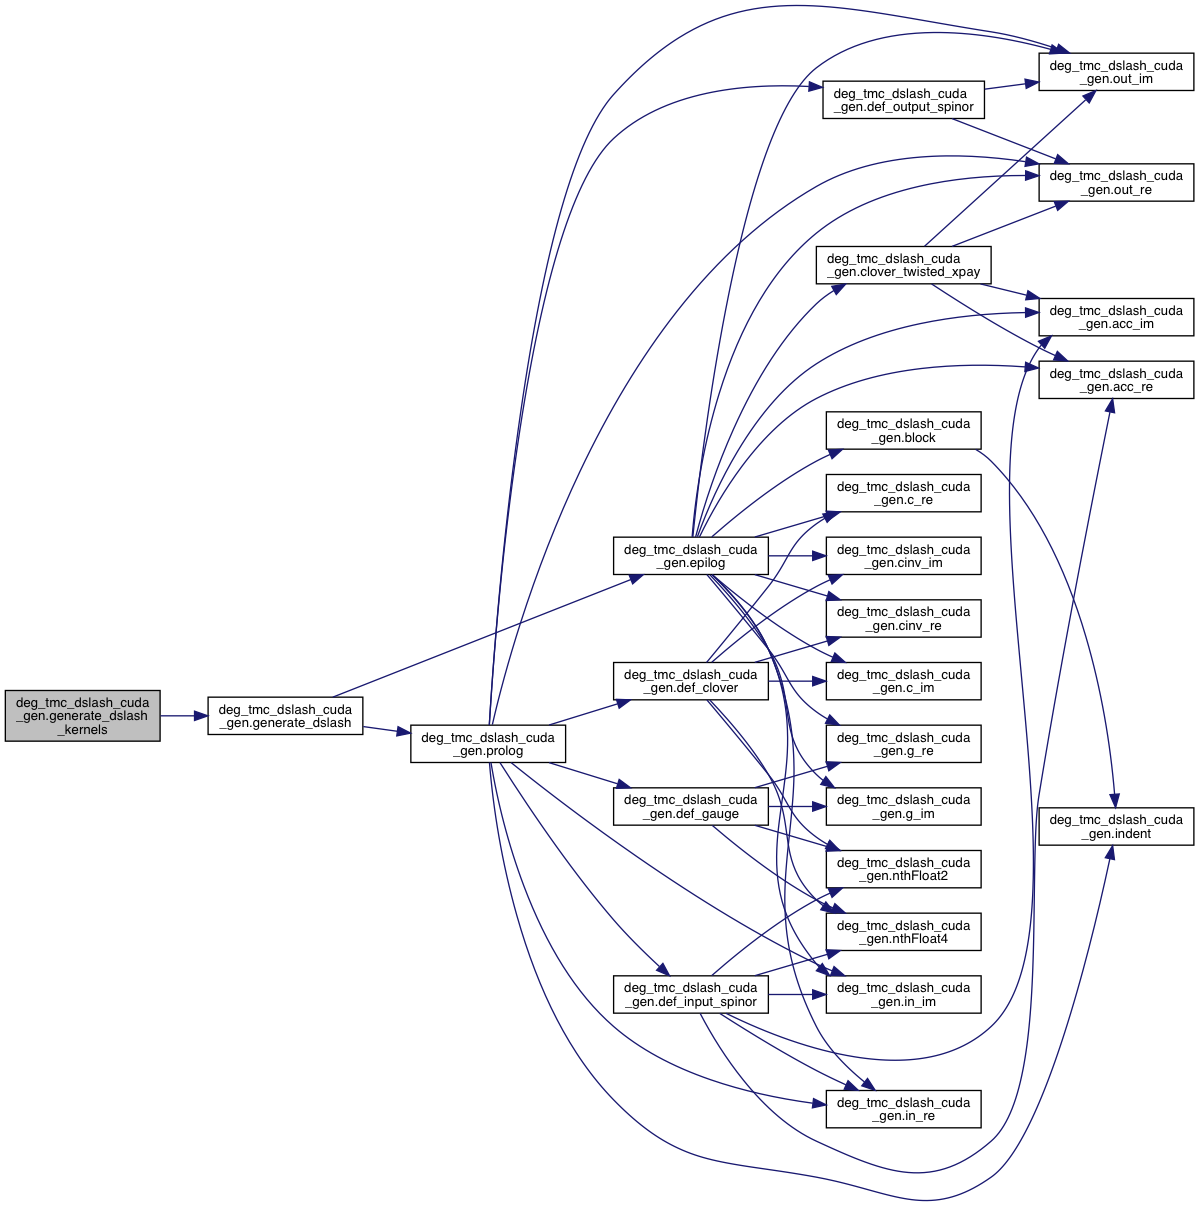 deg_tmc_dslash_cuda
_gen.generate_dslash
_kernels
deg_tmc_dslash_cuda
_gen.generate_dslash
deg_tmc_dslash_cuda
_gen.prolog
deg_tmc_dslash_cuda
_gen.epilog
deg_tmc_dslash_cuda
_gen.def_clover
deg_tmc_dslash_cuda
_gen.def_gauge
deg_tmc_dslash_cuda
_gen.def_input_spinor
deg_tmc_dslash_cuda
_gen.def_output_spinor
deg_tmc_dslash_cuda
_gen.clover_twisted_xpay
deg_tmc_dslash_cuda
_gen.block
deg_tmc_dslash_cuda
_gen.c_re
deg_tmc_dslash_cuda
_gen.cinv_im
deg_tmc_dslash_cuda
_gen.cinv_re
deg_tmc_dslash_cuda
_gen.c_im
deg_tmc_dslash_cuda
_gen.g_re
deg_tmc_dslash_cuda
_gen.g_im
deg_tmc_dslash_cuda
_gen.nthFloat2
deg_tmc_dslash_cuda
_gen.nthFloat4
deg_tmc_dslash_cuda
_gen.in_im
deg_tmc_dslash_cuda
_gen.in_re
deg_tmc_dslash_cuda
_gen.out_im
deg_tmc_dslash_cuda
_gen.out_re
deg_tmc_dslash_cuda
_gen.acc_im
deg_tmc_dslash_cuda
_gen.acc_re
deg_tmc_dslash_cuda
_gen.indent